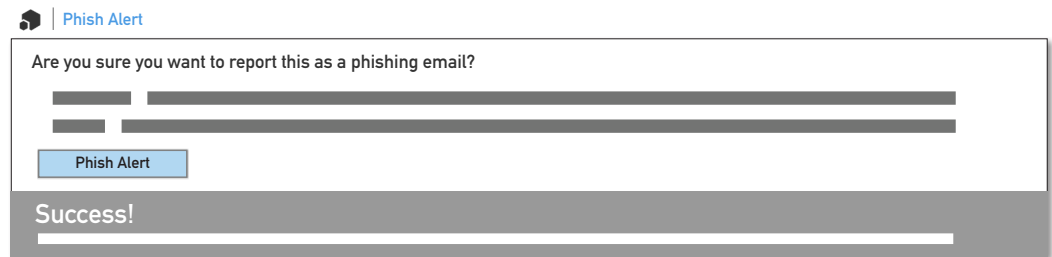 Phish Alert
Are you sure you want to report this as a phishing email?
Phish Alert
Success!